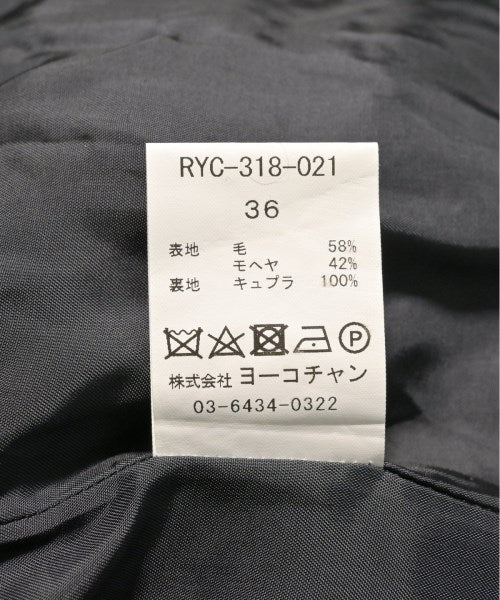 RYC-318-021
36
表地 毛 58%
モヘヤ 42%
裏地 キュプラ 100%
P
株式会社 ヨーコチャン
03-6434-0322